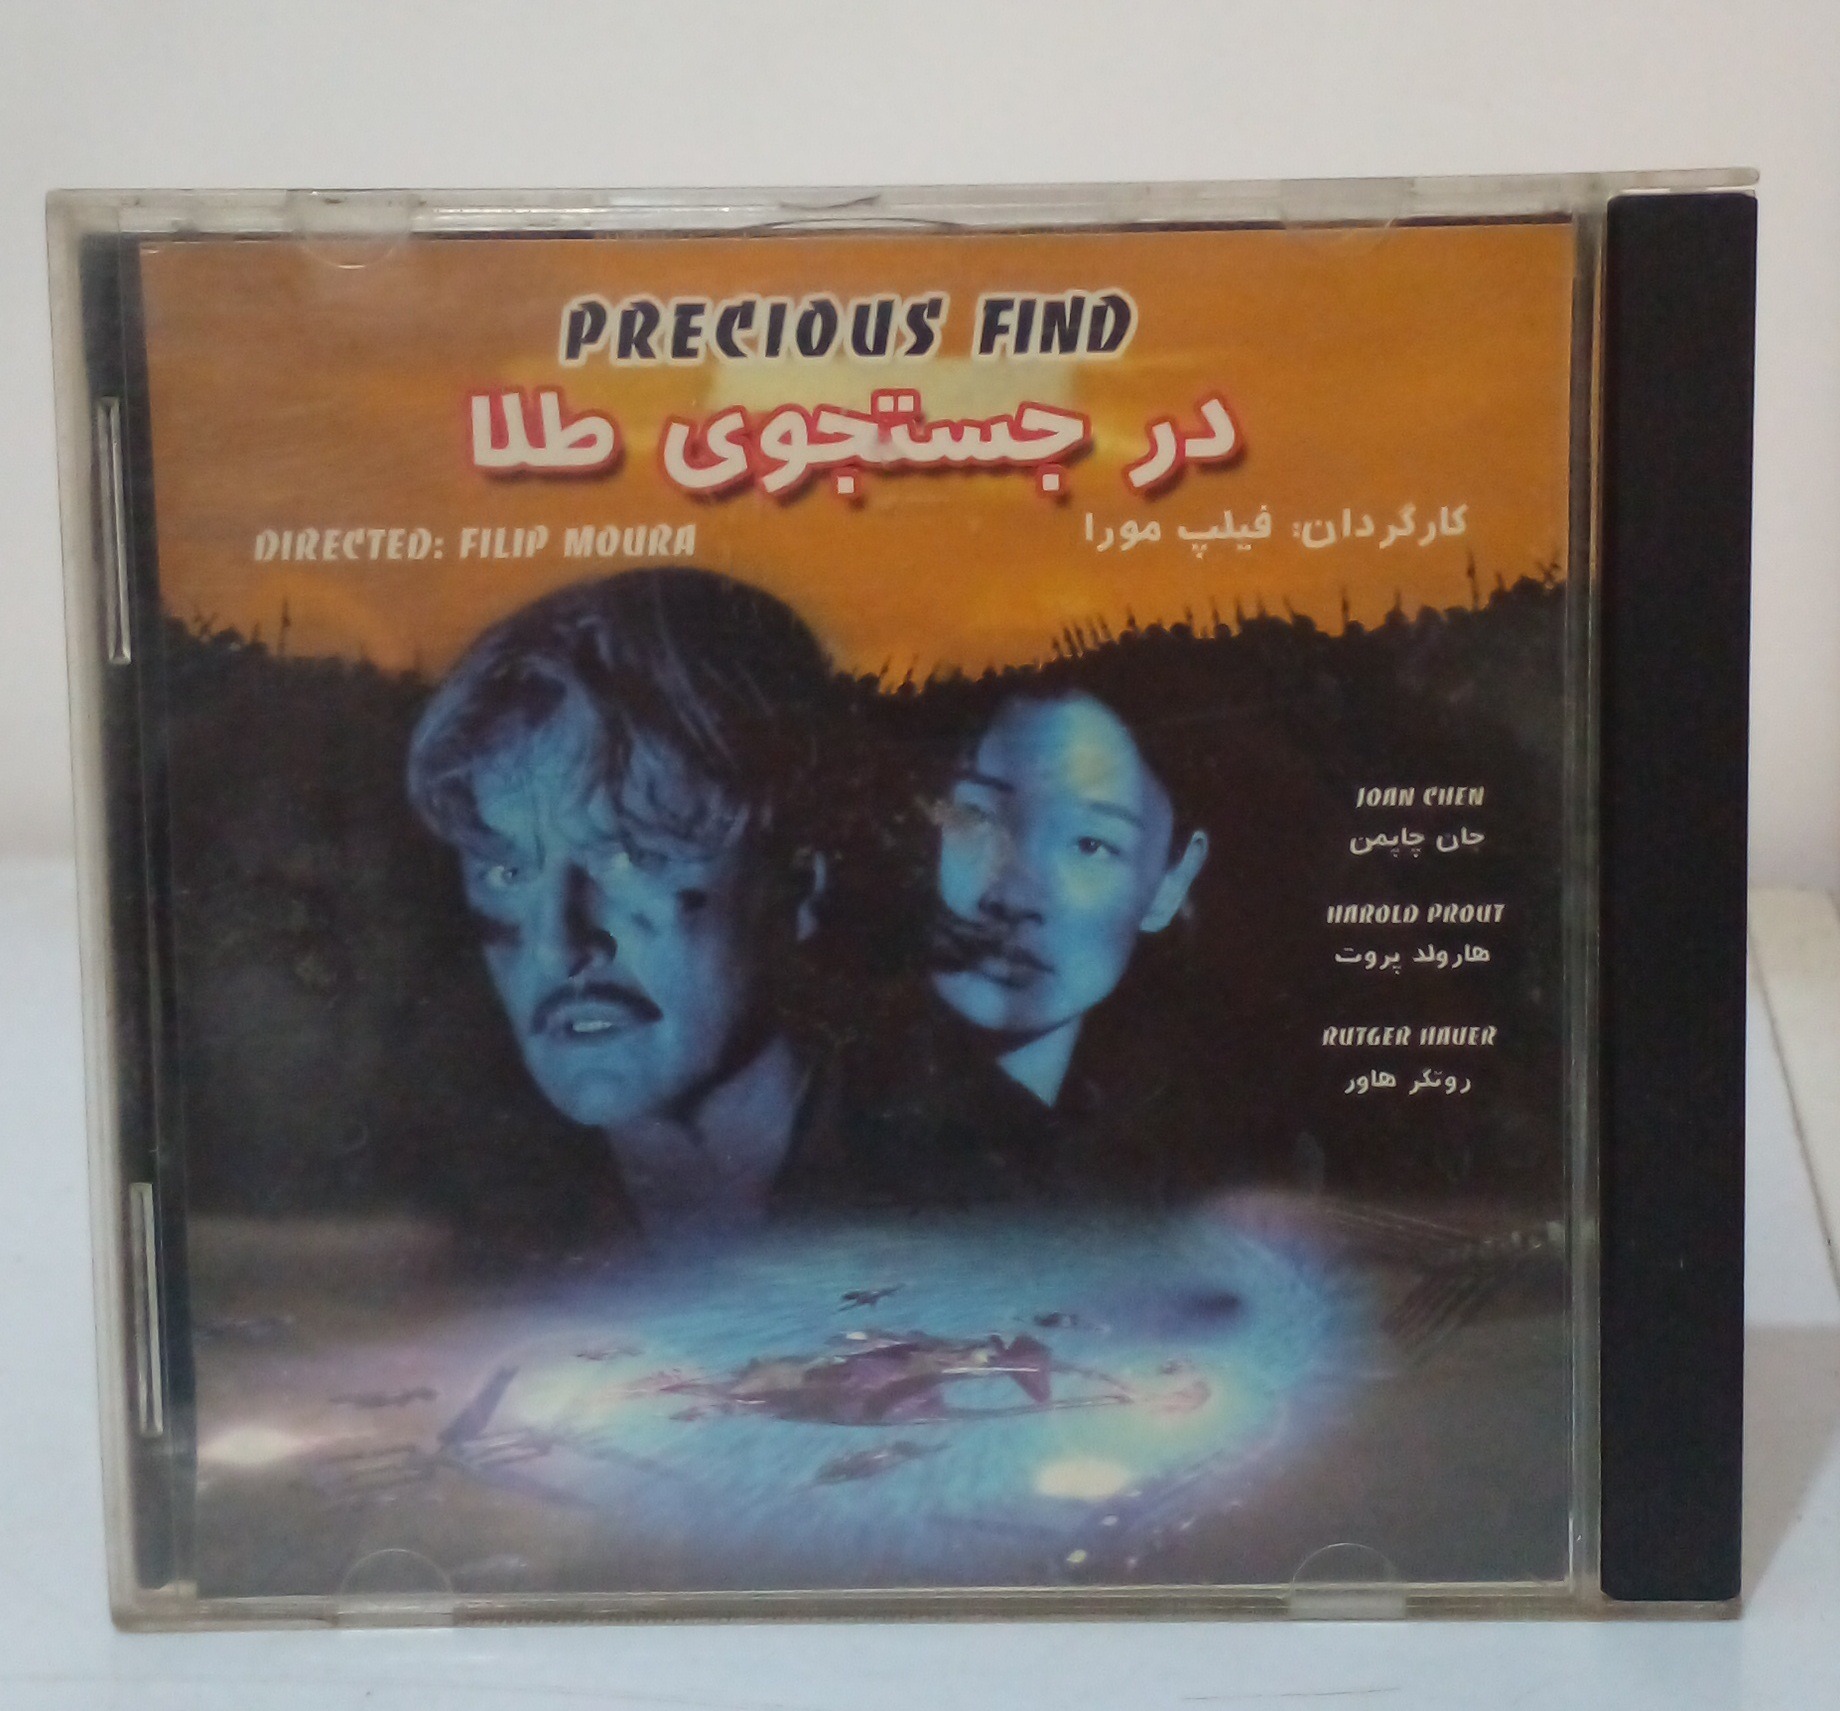 PRECIOUS FIND
در جستجوی طلا
DIRECTED: FILIP MOURA
کارگردان: فیلپ مورا
JOAN CHEN
جان چاپمن
HAROLD PROUT
هارولد پروت
RUTGER HAUER
روتگر هاور